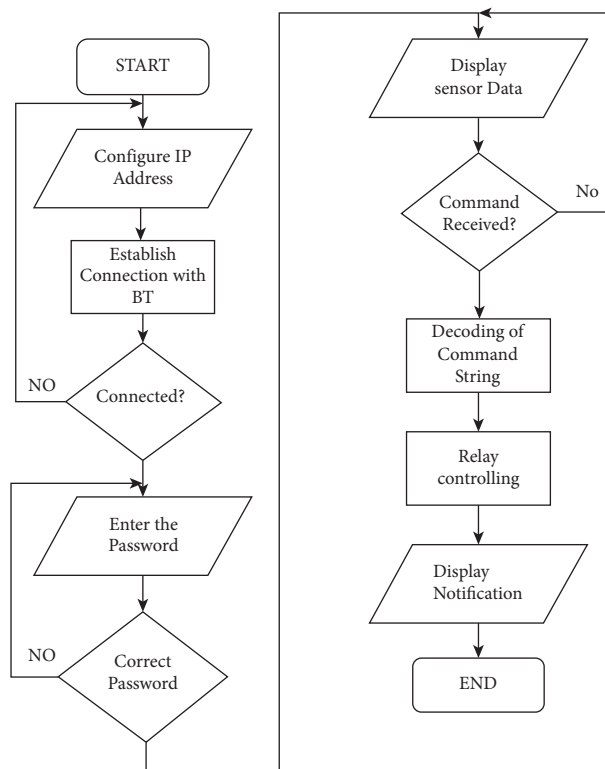 START
Configure IP
Address
Establish
Connection with
BT
NO
Connected?
Enter the
Password
NO
Correct
Password
Display
sensor Data
Command
Received?
No
Decoding of
Command
String
Relay
controlling
Display
Notification
END